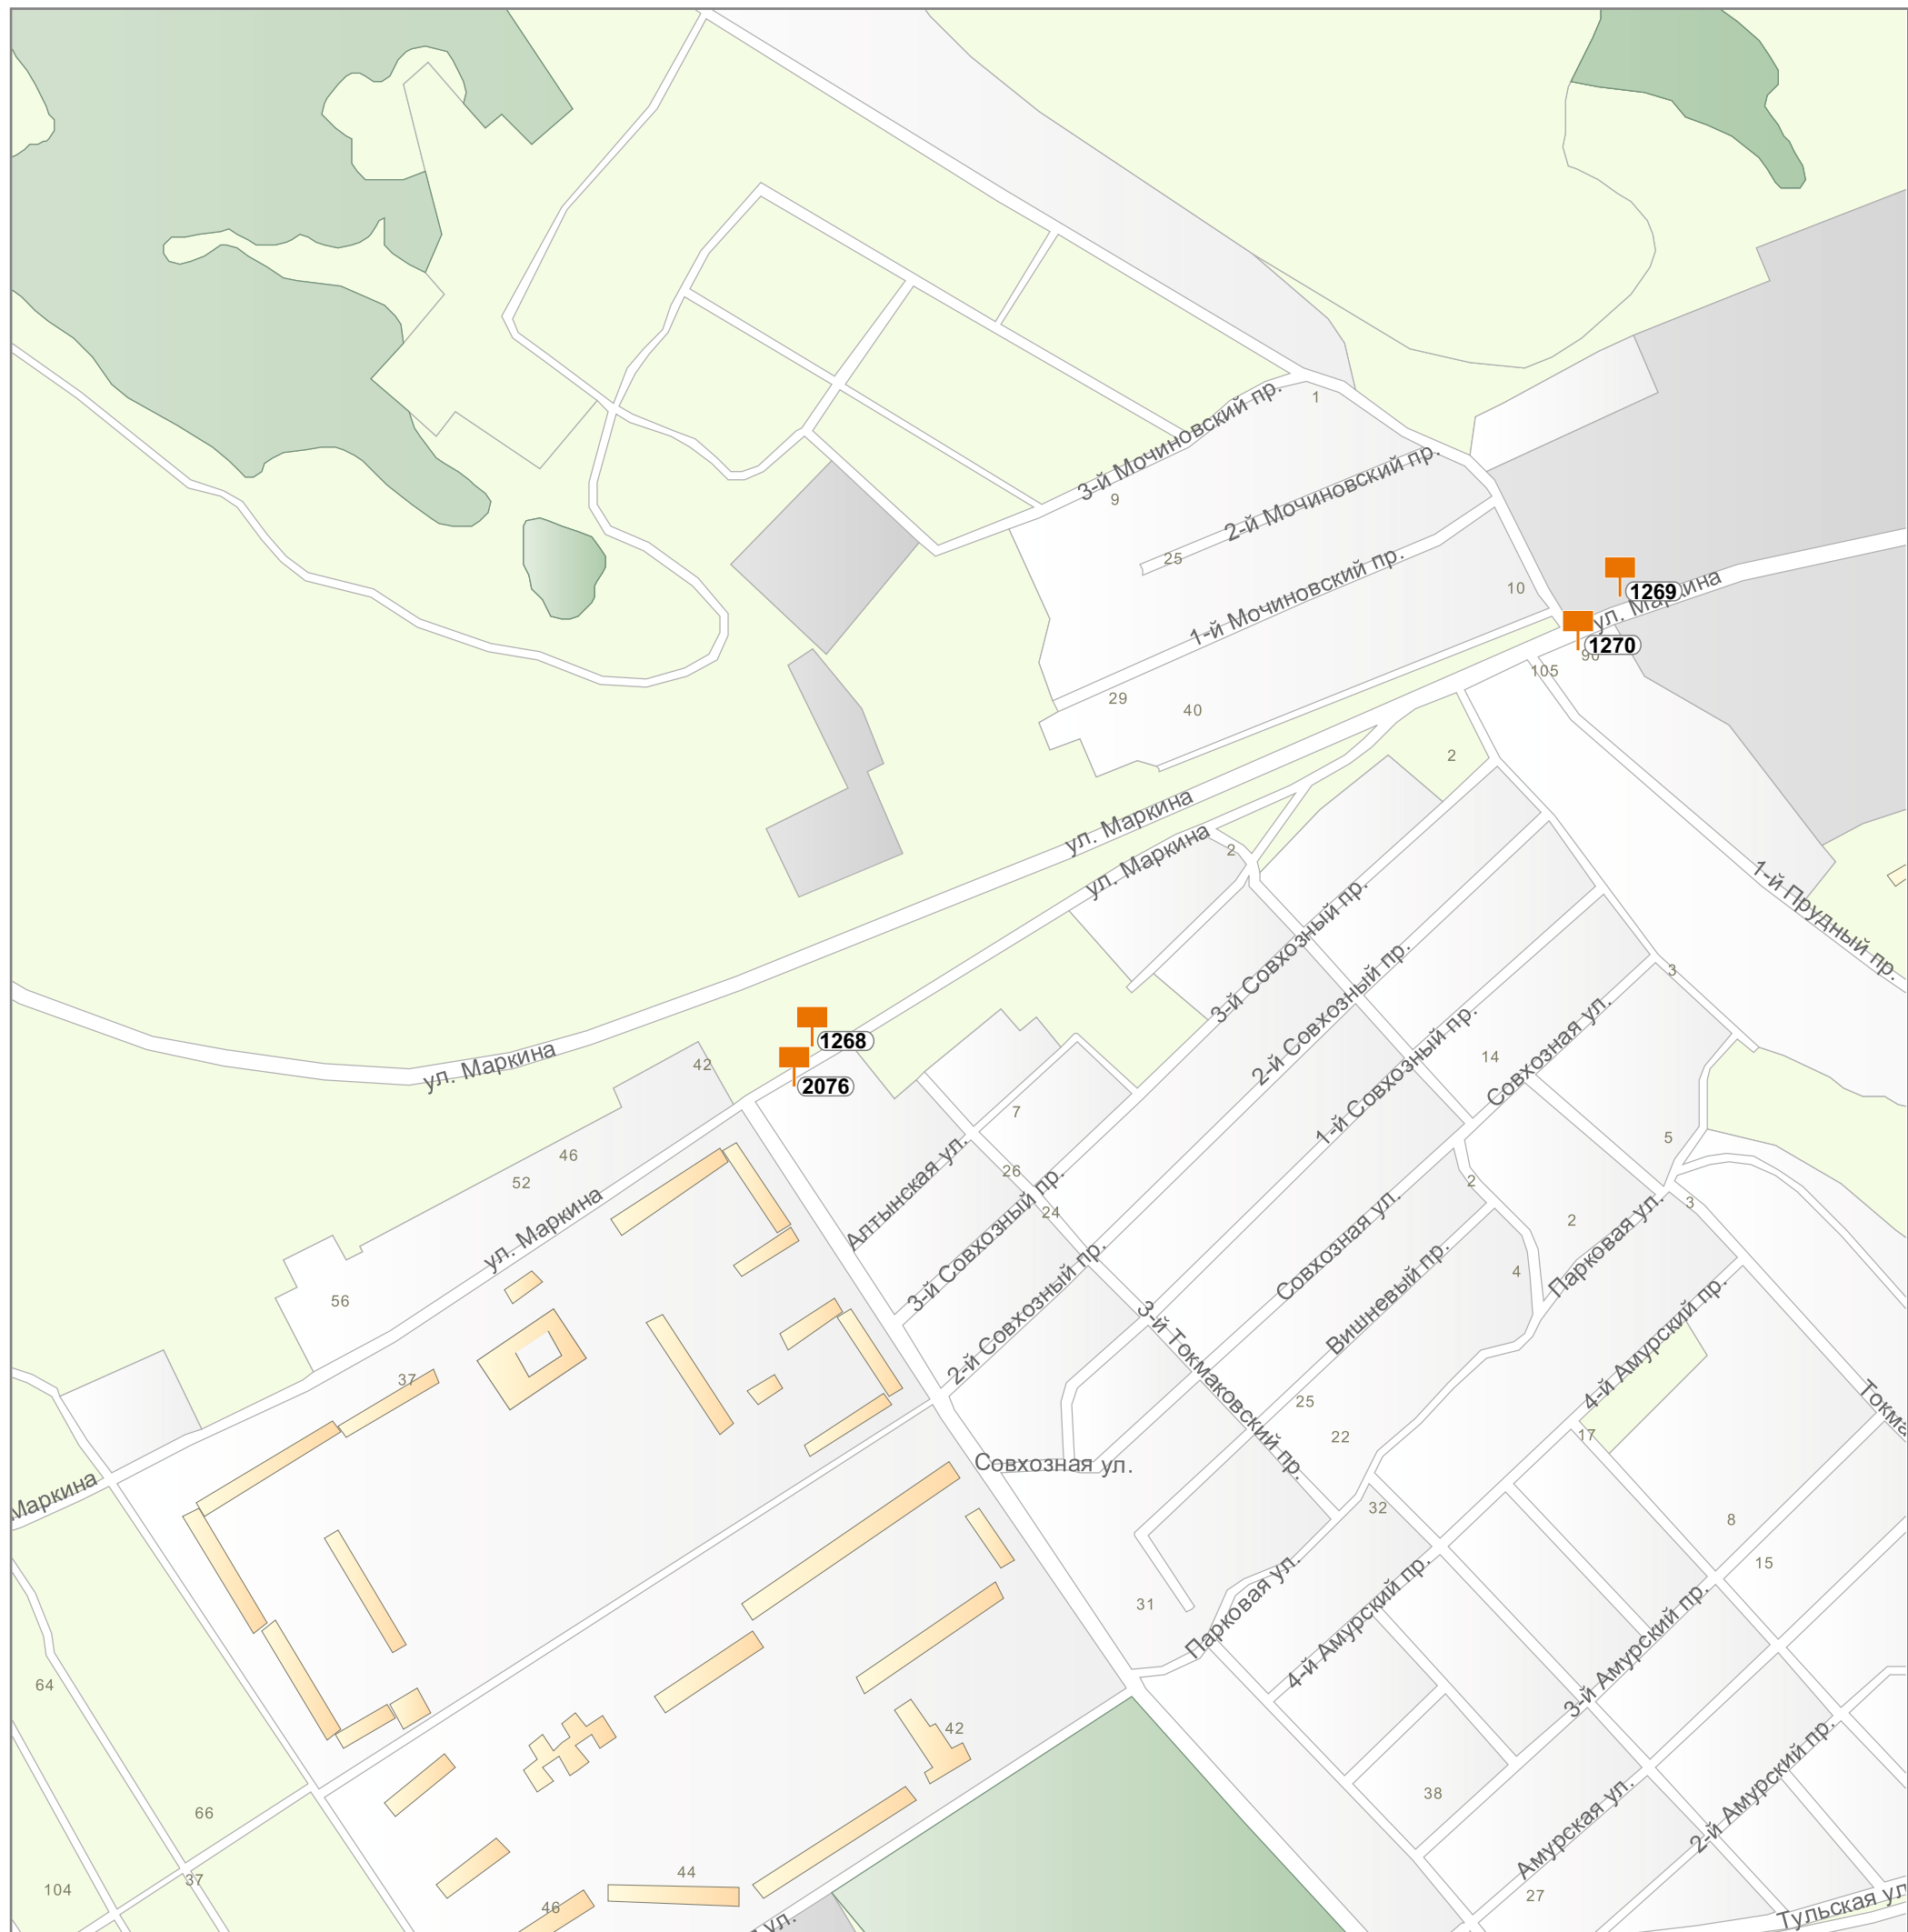 1
3-й Мочиновский пр.
2-й Мочиновский пр.
9
25
1-й Мочиновский пр.
10
1269
ул. Маркина
1270
90
105
29
40
2
ул. Маркина
ул. Маркина
2
1-й Прудный пр.
3-й Совхозный пр.
2-й Совхозный пр.
3
1-й Совхозный пр.
Совхозная ул.
14
1268
2076
ул. Маркина
42
7
5
46
52
26
Алтынская ул.
3-й Совхозный пр.
24
2
3
2
ул. Маркина
Совхозная ул.
Вишневый пр.
4
Парковая ул.
56
2-й Совхозный пр.
3-й Токмаковский пр.
4-й Амурский пр.
37
25
22
17
Токма
Совхозная ул.
Маркина
32
8
15
31
Парковая ул.
4-й Амурский пр.
3-й Амурский пр.
64
42
38
66
2-й Амурский пр.
Амурская ул.
44
37
104
46
27
Тульская ул
ул.